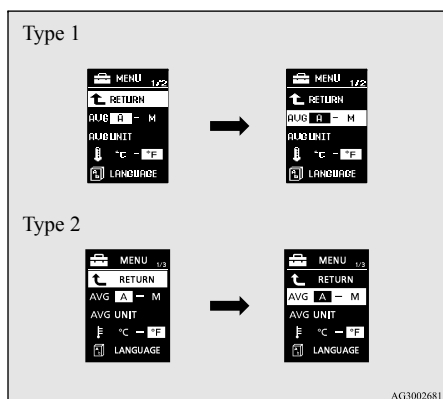 Type 1
MENU 1/2
RETURN
AVG A - M
AVG UNIT
°C - °F
LANGUAGE
MENU 1/2
RETURN
AVG A - M
AVG UNIT
°C - °F
LANGUAGE
Type 2
MENU 1/3
RETURN
AVG A - M
AVG UNIT
°C - °F
LANGUAGE
MENU 1/3
RETURN
AVG A - M
AVG UNIT
°C - °F
LANGUAGE
AG3002681